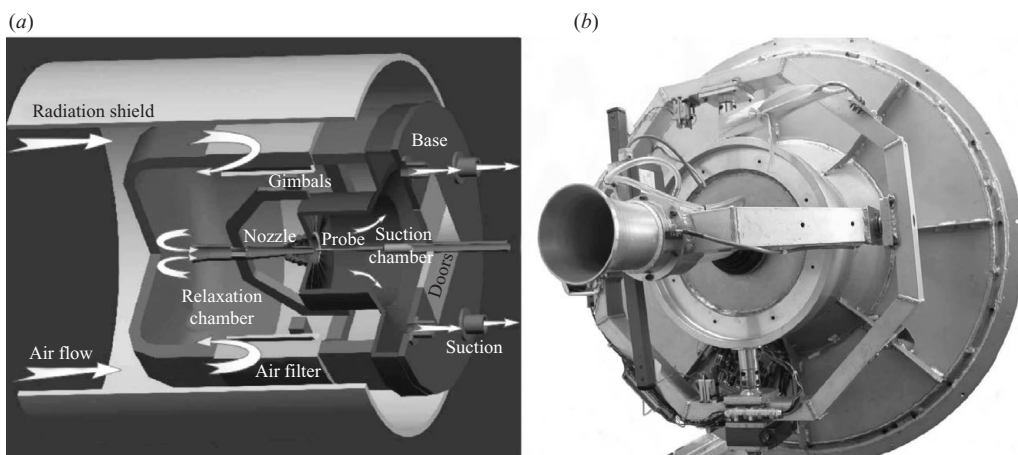 (a)
(b)
Radiation shield
Base
Gimbals
Nozzle
Probe
Suction
chamber
Doors
Relaxation
chamber
Air flow
Air filter
Suction